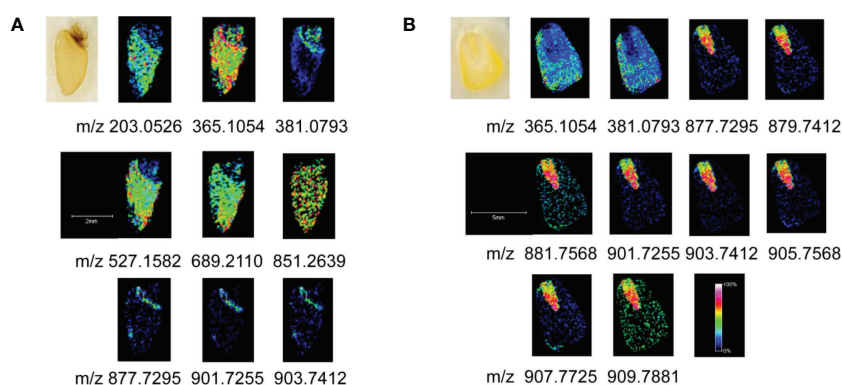 A
m/z 203.0526 365.1054 381.0793
2mm
527.1582 689.2110 851.2639
m/z 877.7295 901.7255 903.7412
B
m/z 365.1054 381.0793 877.7295 879.7412
5mm
881.7568 901.7255 903.7412 905.7568
100%
0%
m/z 907.7725 909.7881